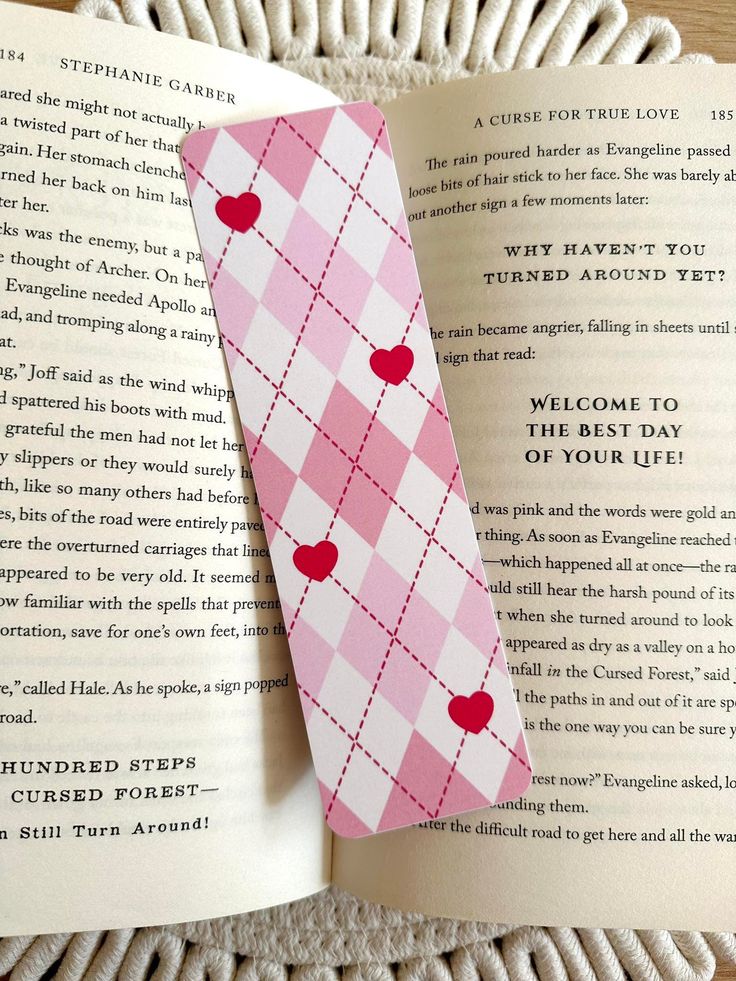 184
STEPHANIE GARBER
ared she might not actually
a twisted part of her that
gain. Her stomach clenche
rned her back on him las
ter her.
cks was the enemy, but a pa
e thought of Archer. On her
Evangeline needed Apollo an
ad, and tromping along a rainy
at.
ng,” Joff said as the wind whipp
d spattered his boots with mud.
grateful the men had not let her
y slippers or they would surely h
th, like so many others had before
es, bits of the road were entirely pave
ere the overturned carriages that line
appeared to be very old. It seemed m
ow familiar with the spells that prevent
ortation, save for one’s own feet, into th
re,” called Hale. As he spoke, a sign popped
road.
HUNDRED STEPS
CURSED FOREST—
n Still Turn Around!
A CURSE FOR TRUE LOVE 185
The rain poured harder as Evangeline passed
loose bits of hair stick to her face. She was barely ab
out another sign a few moments later:
WHY HAVEN’T YOU
TURNED AROUND YET?
he rain became angrier, falling in sheets until
sign that read:
WELCOME TO
THE BEST DAY
OF YOUR LIFE!
d was pink and the words were gold an
r thing. As soon as Evangeline reached
—which happened all at once—the ra
uld still hear the harsh pound of its
t when she turned around to look
appeared as dry as a valley on a ho
infall in the Cursed Forest,” said
l the paths in and out of it are spe
is the one way you can be sure y
rest now?” Evangeline asked, lo
unding them.
After the difficult road to get here and all the wa